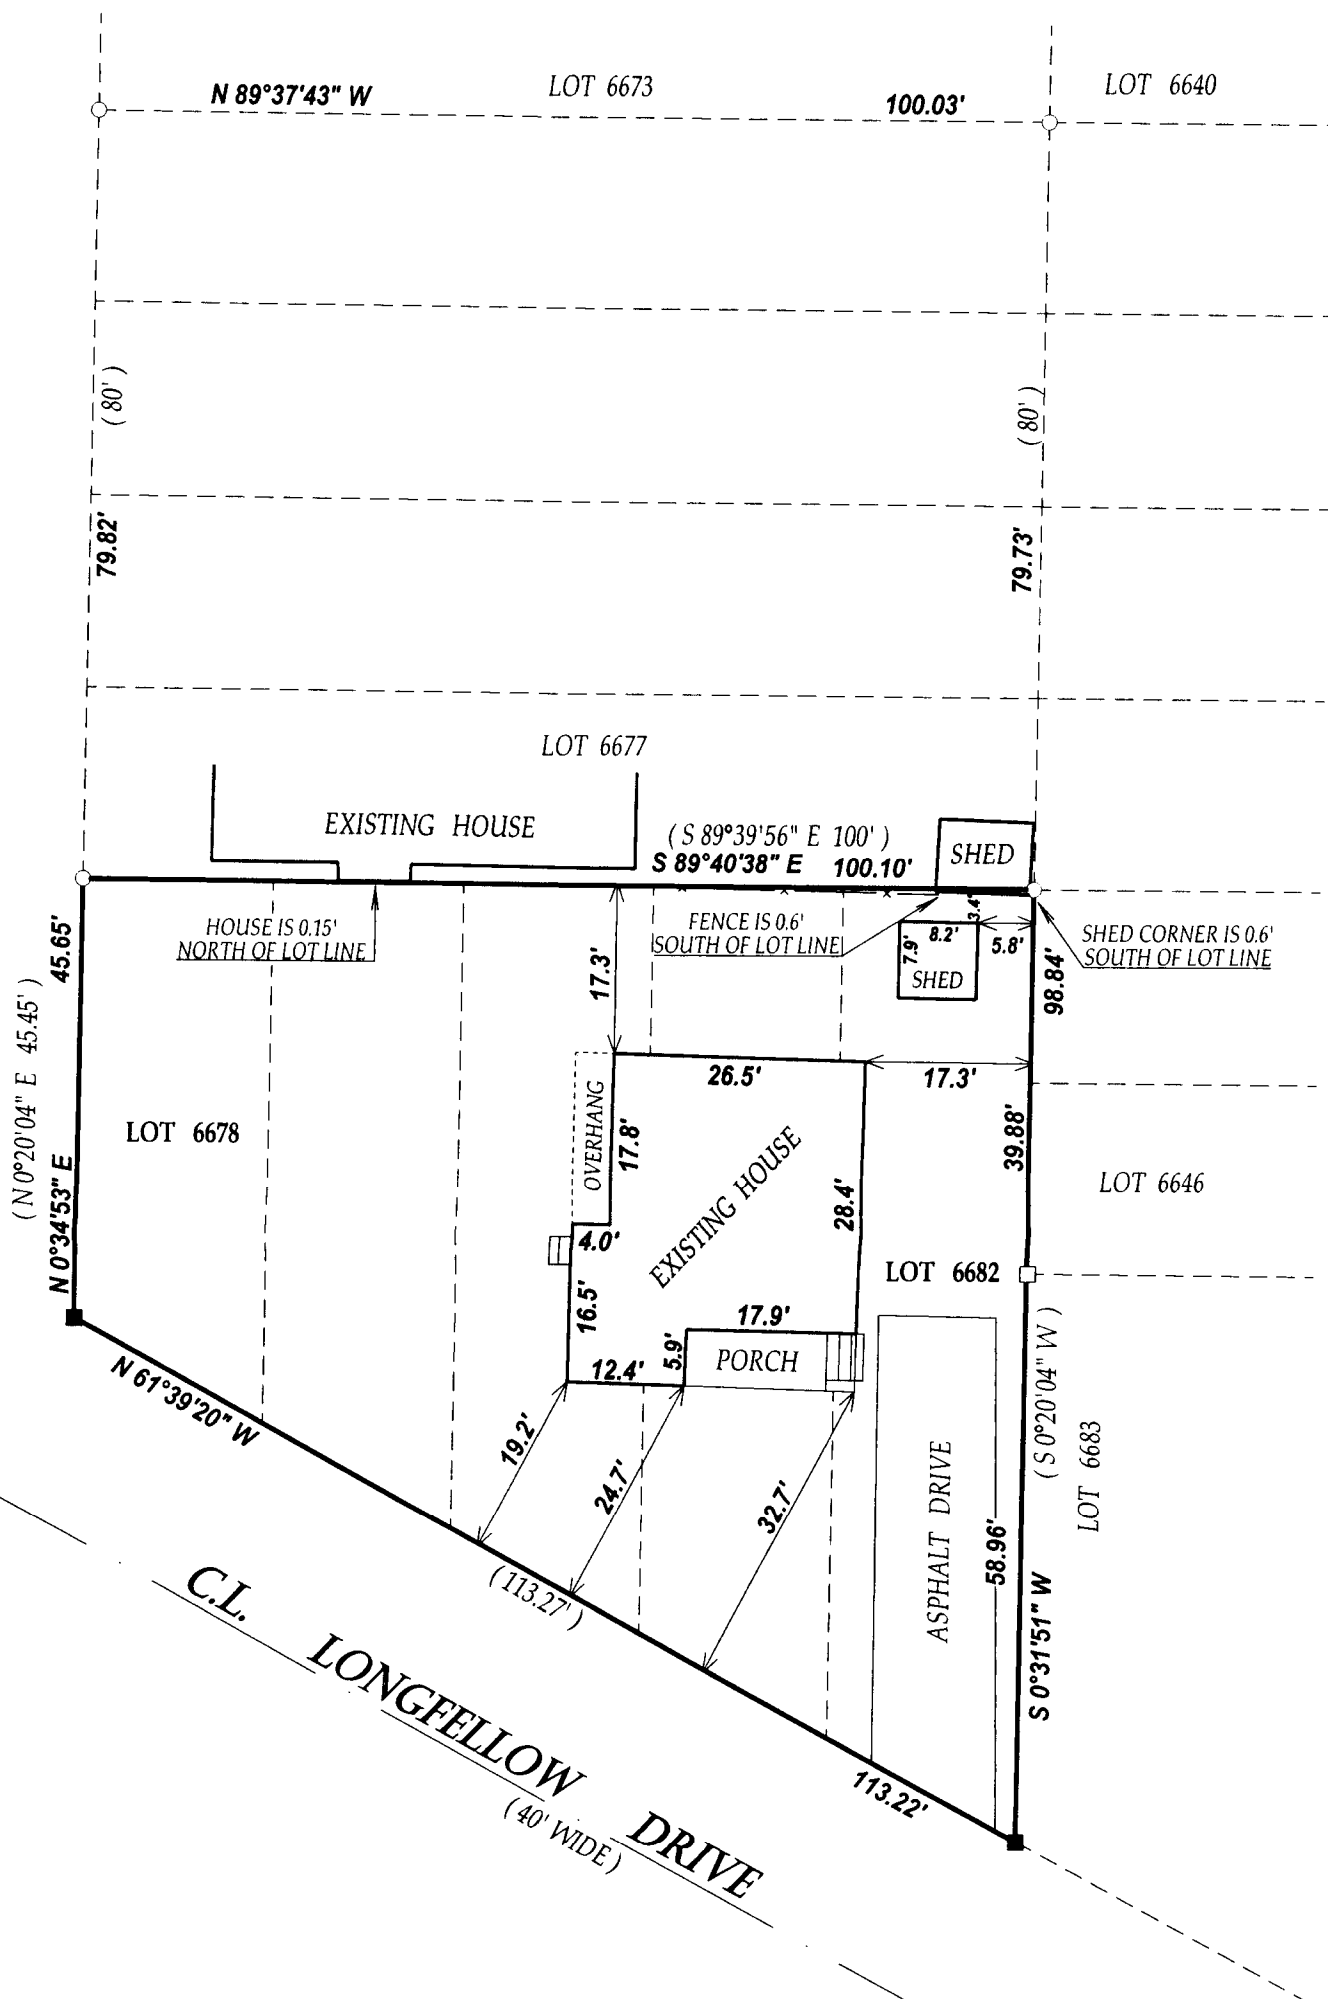 LOT 6673
LOT 6640
N 89°37'43" W
100.03'
( 80' )
( 80' )
79.82'
79.73'
LOT 6677
EXISTING HOUSE
( S 89°39'56" E 100' )
S 89°40'38" E 100.10'
SHED
HOUSE IS 0.15'
NORTH OF LOT LINE
FENCE IS 0.6'
SOUTH OF LOT LINE
3.4'
8.2'
7.9'
SHED
5.8'
SHED CORNER IS 0.6'
SOUTH OF LOT LINE
45.65'
( N 0°20'04" E 45.45' )
N 0°34'53" E
17.3'
98.84'
26.5'
17.3'
OVERHANG
17.8'
LOT 6678
EXISTING HOUSE
39.88'
LOT 6646
28.4'
4.0'
LOT 6682
16.5'
17.9'
5.9'
PORCH
12.4'
( S 0°20'04" W )
N 61°39'20" W
19.2'
24.7'
32.7'
ASPHALT DRIVE
58.96'
LOT 6683
S 0°31'51" W
( 113.27' )
113.22'
C.L. LONGFELLOW DRIVE
( 40' WIDE )